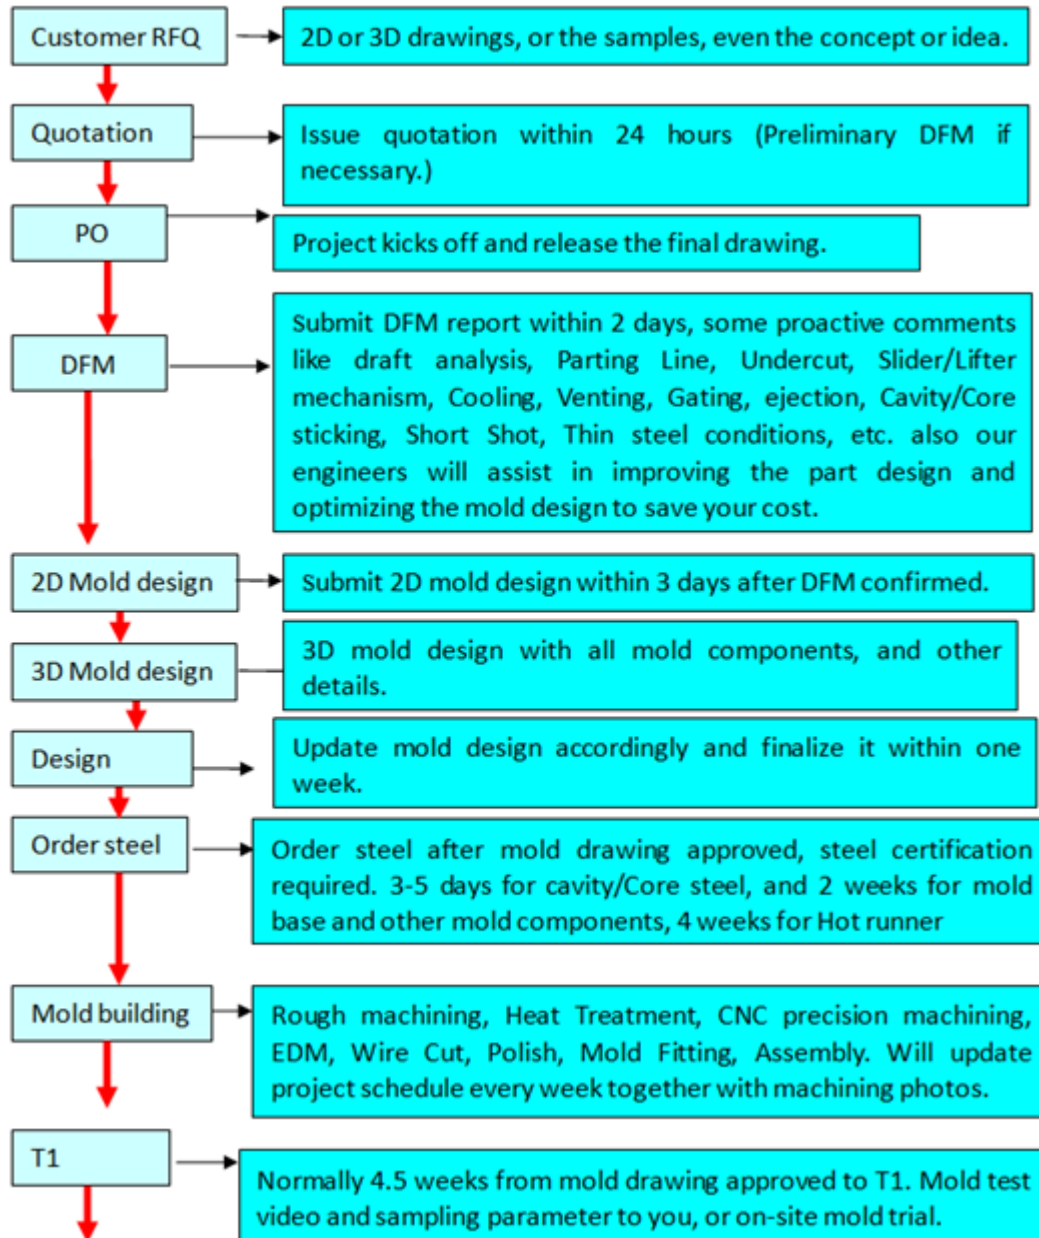 Customer RFQ
2D or 3D drawings, or the samples, even the concept or idea.
Quotation
Issue quotation within 24 hours (Preliminary DFM if
necessary.)
PO
Project kicks off and release the final drawing.
DFM
Submit DFM report within 2 days, some proactive comments
like draft analysis, Parting Line, Undercut, Slider/Lifter
mechanism, Cooling, Venting, Gating, ejection, Cavity/Core
sticking, Short Shot, Thin steel conditions, etc. also our
engineers will assist in improving the part design and
optimizing the mold design to save your cost.
2D Mold design
Submit 2D mold design within 3 days after DFM confirmed.
3D Mold design
3D mold design with all mold components, and other
details.
Design
Update mold design accordingly and finalize it within one
week.
Order steel
Order steel after mold drawing approved, steel certification
required. 3-5 days for cavity/Core steel, and 2 weeks for mold
base and other mold components, 4 weeks for Hot runner
Mold building
Rough machining, Heat Treatment, CNC precision machining,
EDM, Wire Cut, Polish, Mold Fitting, Assembly. Will update
project schedule every week together with machining photos.
T1
Normally 4.5 weeks from mold drawing approved to T1. Mold test
video and sampling parameter to you, or on-site mold trial.